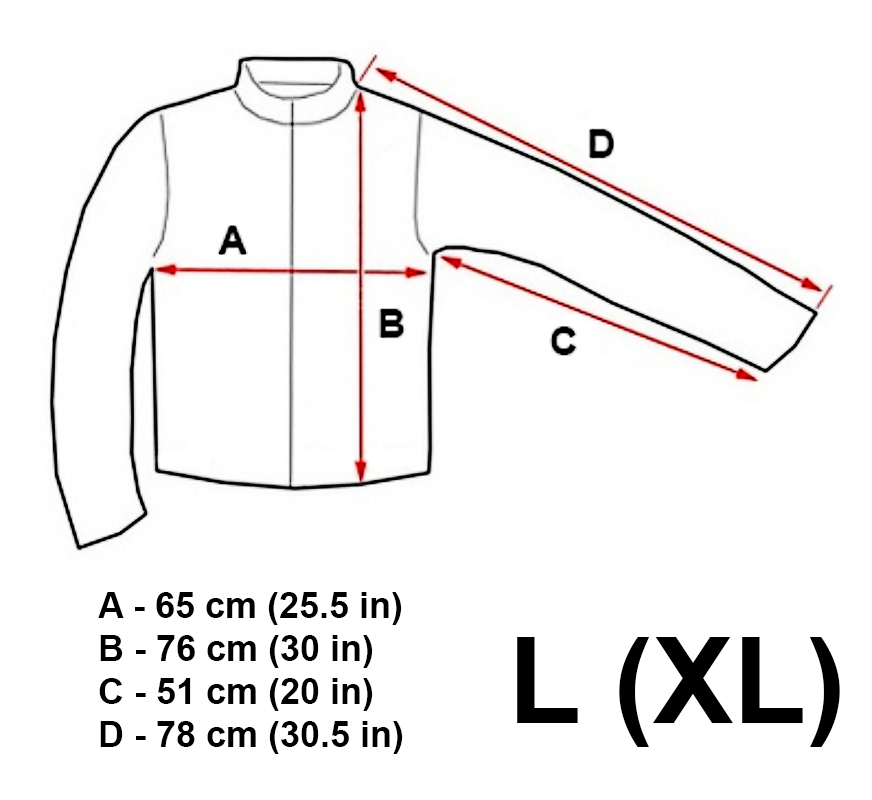 D
A
B
C
A - 65 cm (25.5 in)
B - 76 cm (30 in)
C - 51 cm (20 in)
D - 78 cm (30.5 in)
L (XL)